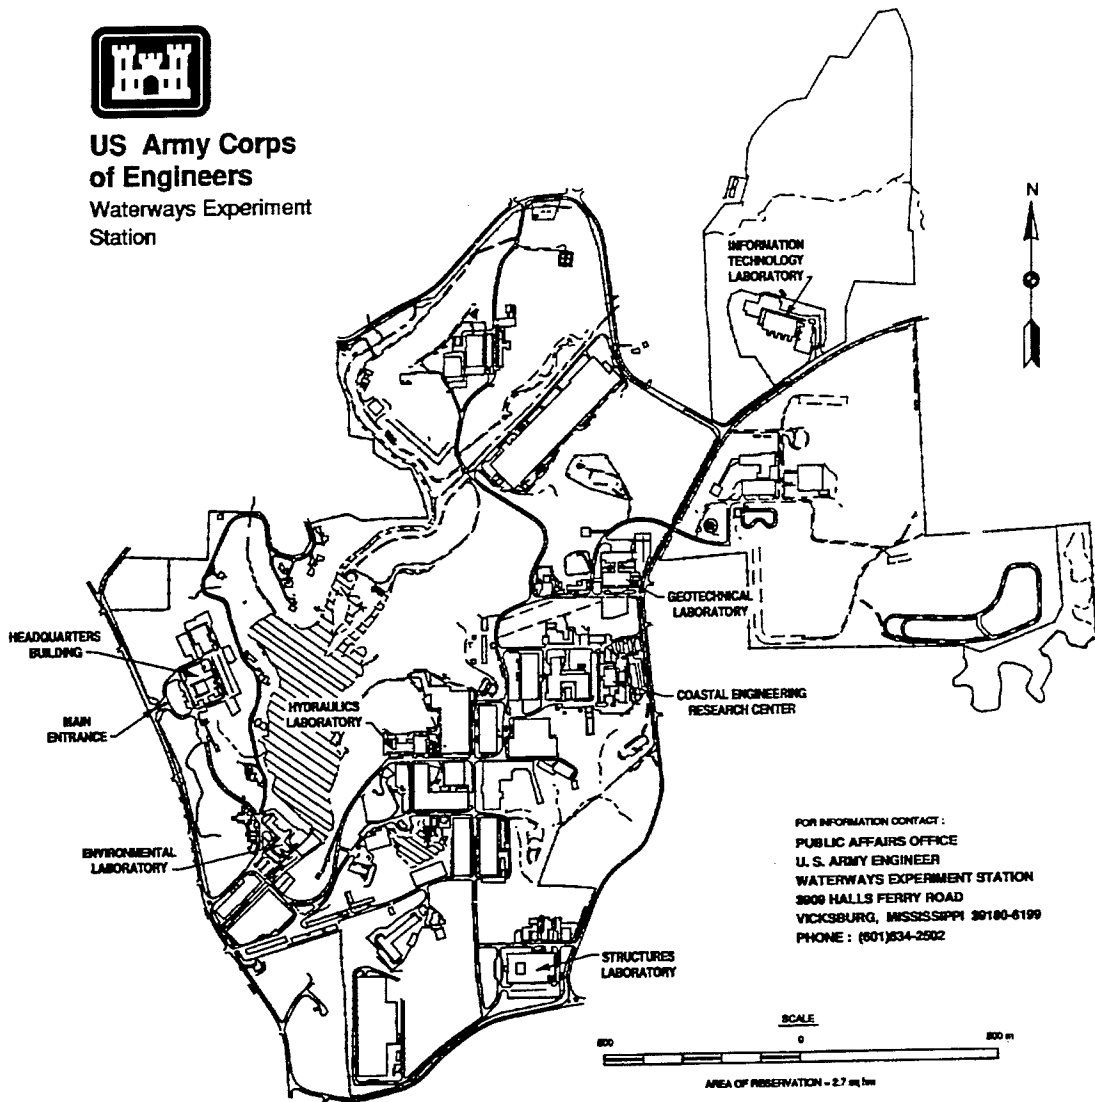 US Army Corps
of Engineers
Waterways Experiment
Station
N
INFORMATION
TECHNOLOGY
LABORATORY
GEOTECHNICAL
LABORATORY
HEADQUARTERS
BUILDING
MAIN
ENTRANCE
HYDRAULICS
LABORATORY
COASTAL ENGINEERING
RESEARCH CENTER
ENVIRONMENTAL
LABORATORY
STRUCTURES
LABORATORY
FOR INFORMATION CONTACT :
PUBLIC AFFAIRS OFFICE
U. S. ARMY ENGINEER
WATERWAYS EXPERIMENT STATION
3909 HALLS FERRY ROAD
VICKSBURG, MISSISSIPPI 39180-6199
PHONE : (601)634-2502
SCALE
0
AREA OF RESERVATION = 2.7 sq km